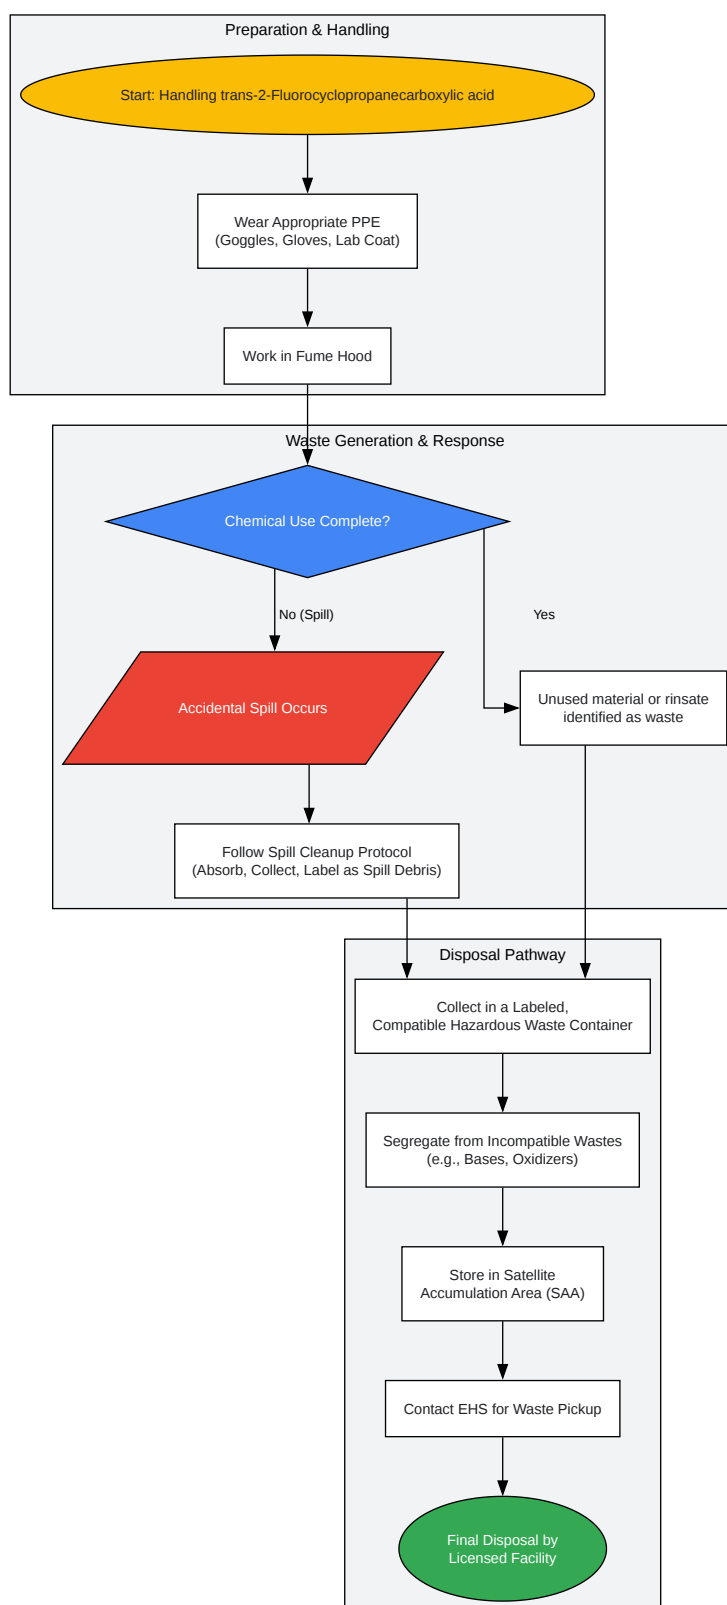 Preparation & Handling
Start: Handling trans-2-Fluorocyclopropanecarboxylic acid
Wear Appropriate PPE
(Goggles, Gloves, Lab Coat)
Work in Fume Hood
Waste Generation & Response
Chemical Use Complete?
No (Spill)
Yes
Accidental Spill Occurs
Unused material or rinsate
identified as waste
Follow Spill Cleanup Protocol
(Absorb, Collect, Label as Spill Debris)
Disposal Pathway
Collect in a Labeled,
Compatible Hazardous Waste Container
Segregate from Incompatible Wastes
(e.g., Bases, Oxidizers)
Store in Satellite
Accumulation Area (SAA)
Contact EHS for Waste Pickup
Final Disposal by
Licensed Facility